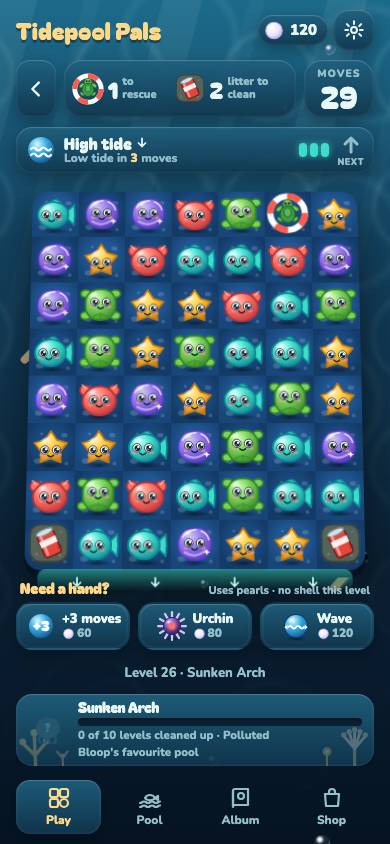 Tidepool Pals
120
1 to rescue
2 litter to clean
MOVES
29
High tide ↓
Low tide in 3 moves
NEXT
Need a hand?
Uses pearls · no shell this level
+3
+3 moves
60
Urchin
80
Wave
120
Level 26 · Sunken Arch
Sunken Arch
0 of 10 levels cleaned up · Polluted
Bloop's favourite pool
Play
Pool
Album
Shop